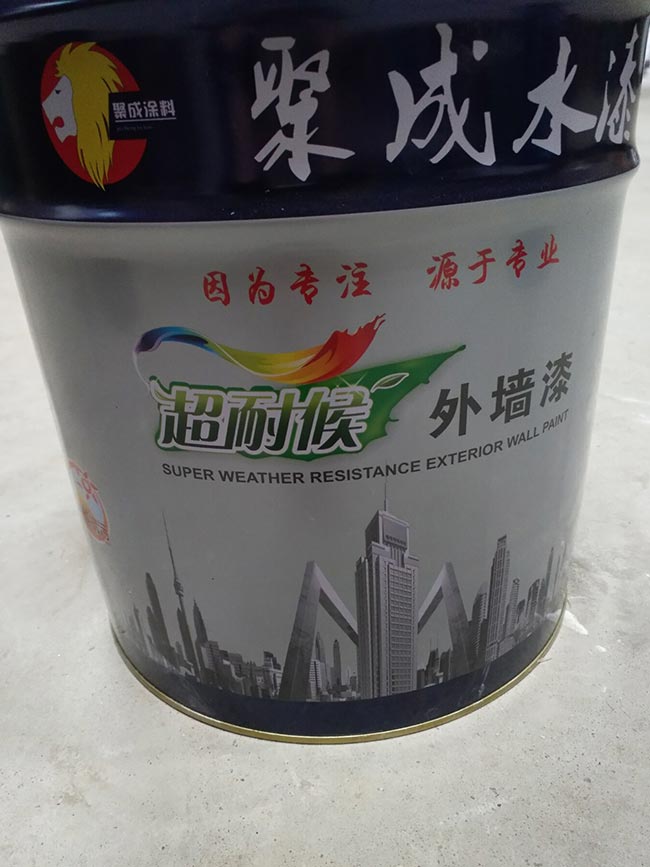 聚成涂料
聚成水漆
因为专注 源于专业
超耐候 外墙漆
SUPER WEATHER RESISTANCE EXTERIOR WALL PAINT